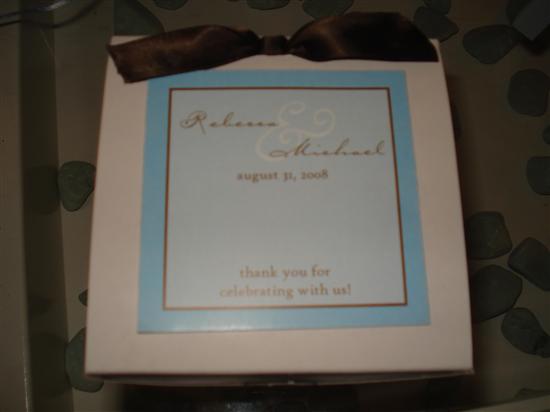 Rebecca
&
Michael
august 31, 2008
thank you for
celebrating with us!